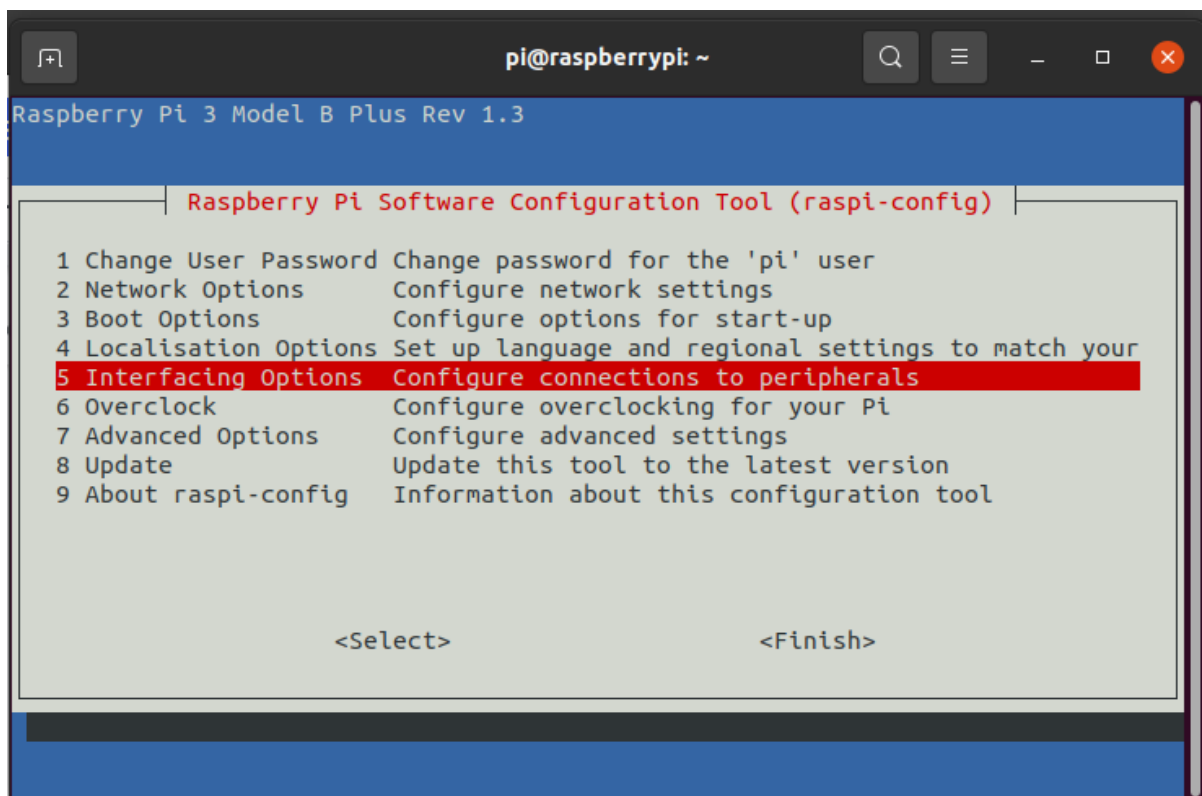 pi@raspberrypi: ~
Raspberry Pi 3 Model B Plus Rev 1.3
Raspberry Pi Software Configuration Tool (raspi-config)
1 Change User Password Change password for the 'pi' user
2 Network Options Configure network settings
3 Boot Options Configure options for start-up
4 Localisation Options Set up language and regional settings to match your
5 Interfacing Options Configure connections to peripherals
6 Overclock Configure overclocking for your Pi
7 Advanced Options Configure advanced settings
8 Update Update this tool to the latest version
9 About raspi-config Information about this configuration tool
<Select> <Finish>